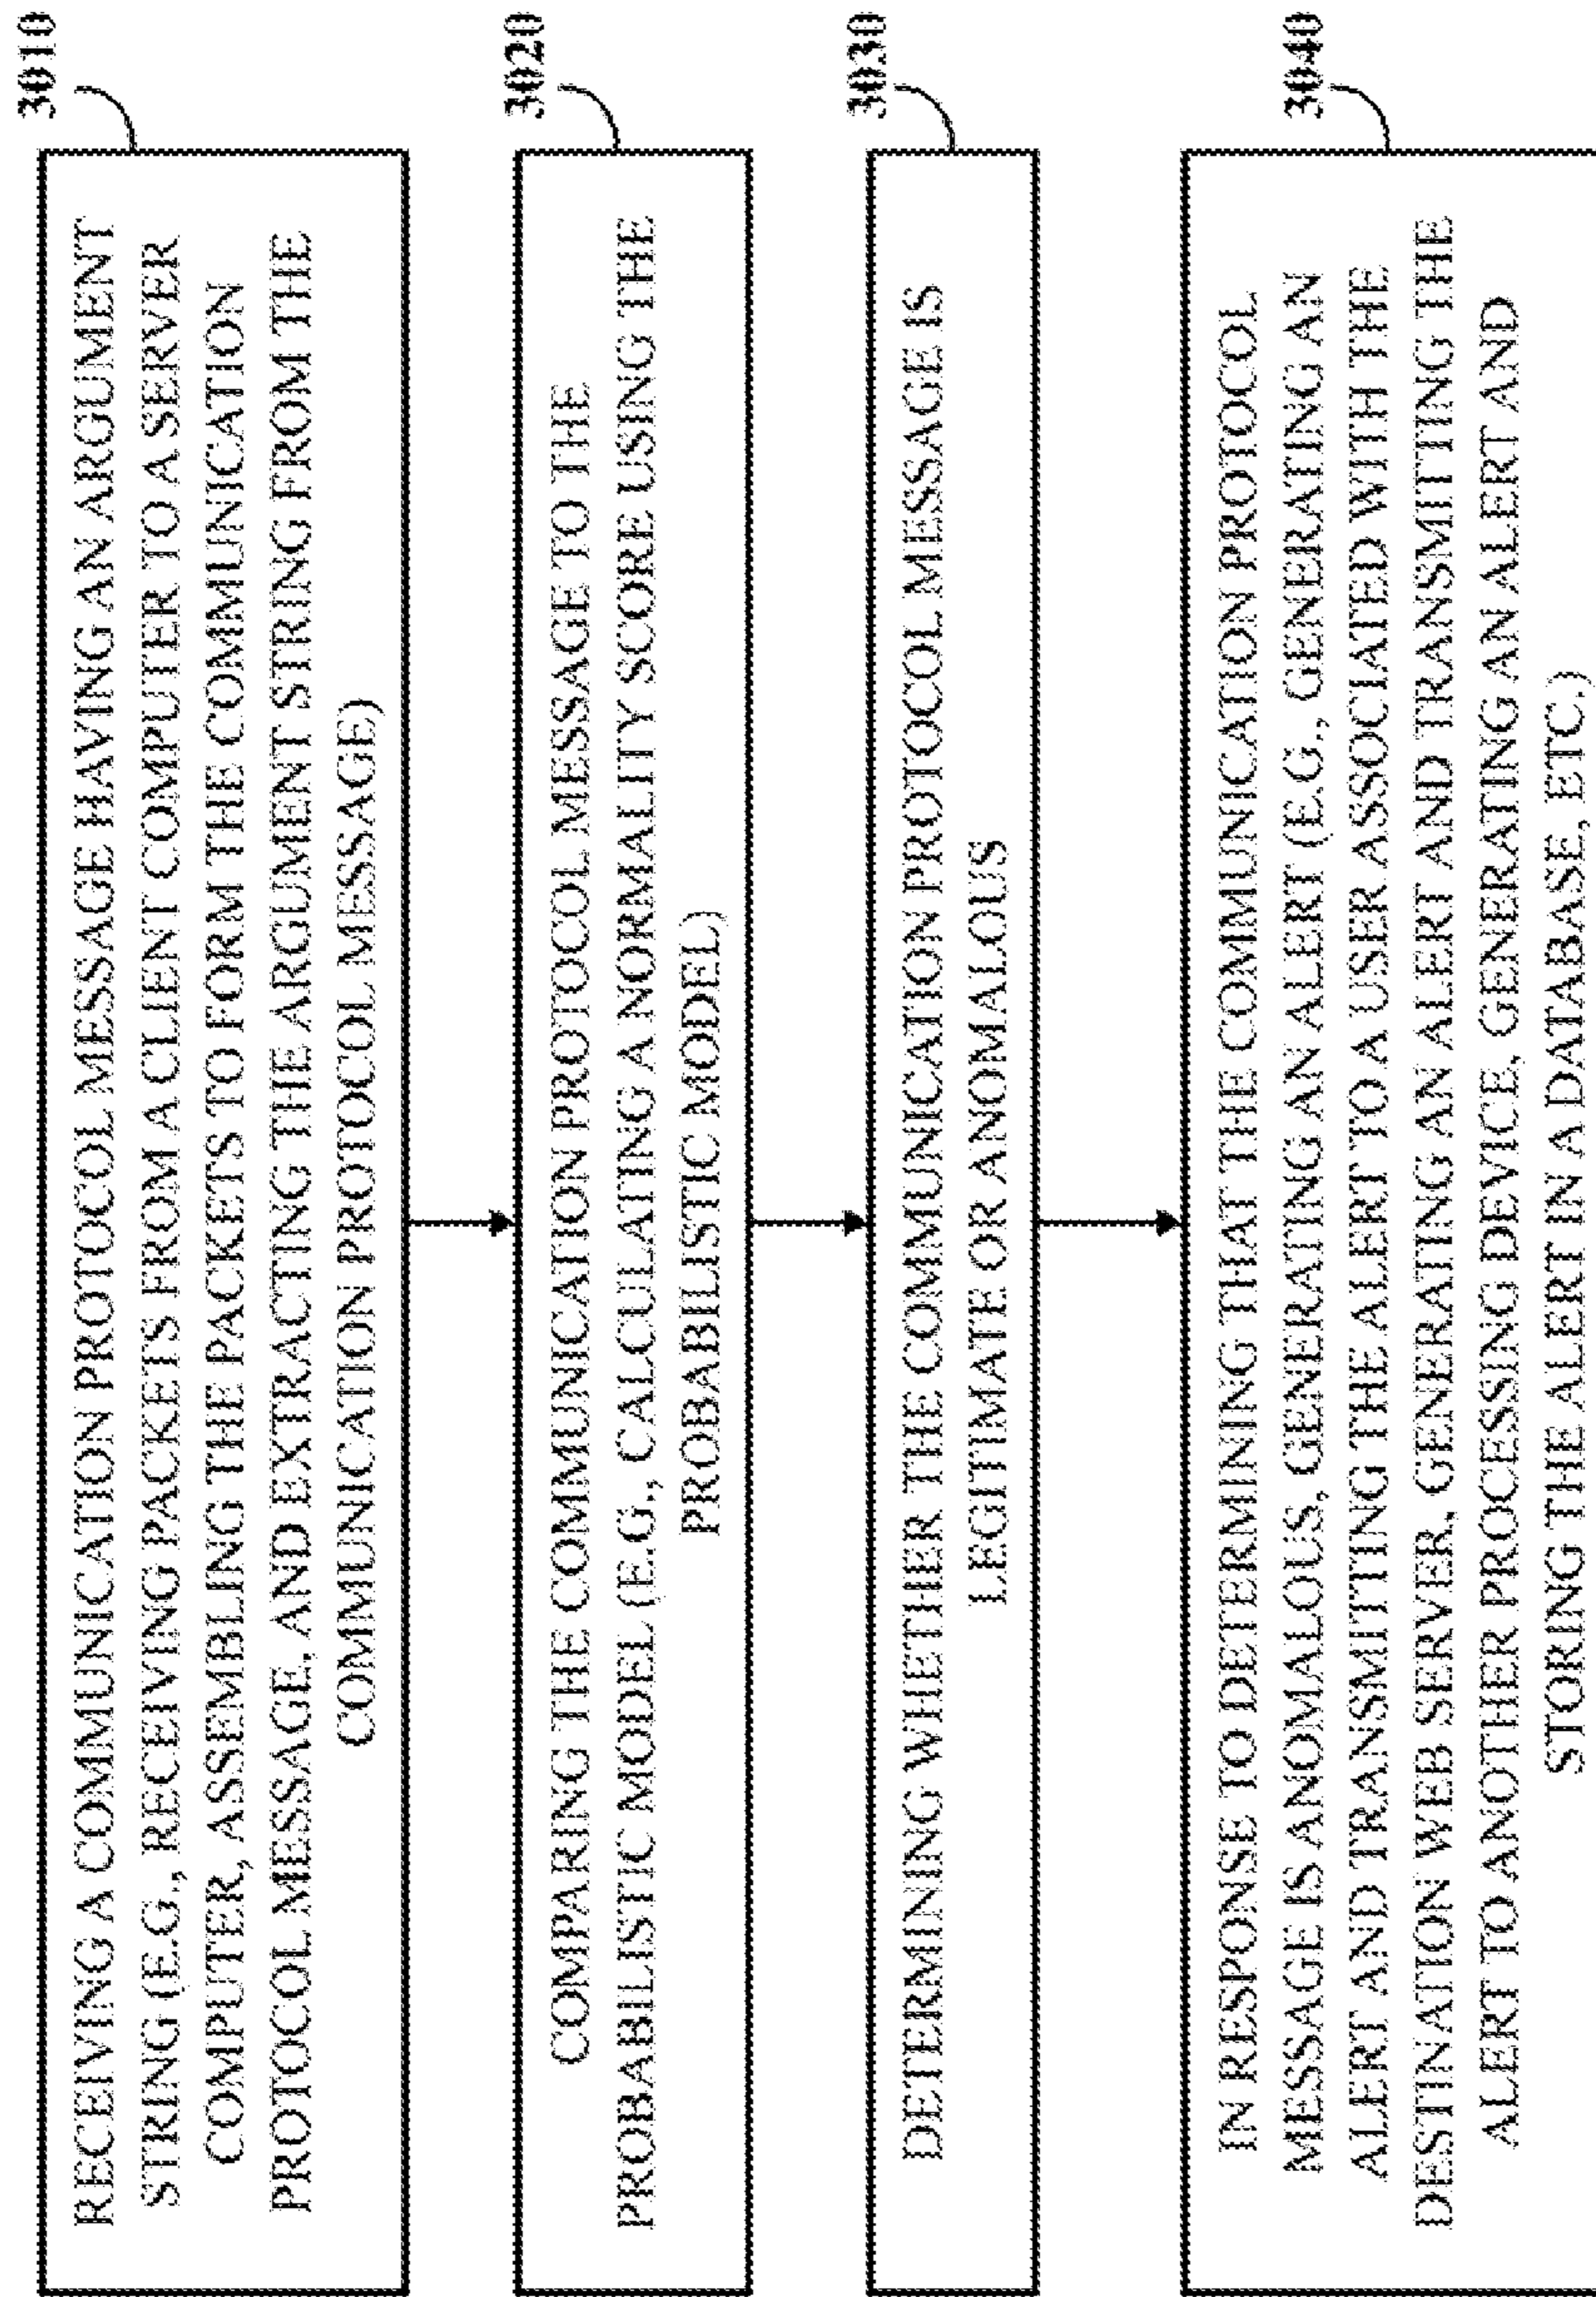 3010
RECEIVING A COMMUNICATION PROTOCOL MESSAGE HAVING AN ARGUMENT
STRING (E.G., RECEIVING PACKETS FROM A CLIENT COMPUTER TO A SERVER
COMPUTER, ASSEMBLING THE PACKETS TO FORM THE COMMUNICATION
PROTOCOL MESSAGE, AND EXTRACTING THE ARGUMENT STRING FROM THE
COMMUNICATION PROTOCOL MESSAGE)
3020
COMPARING THE COMMUNICATION PROTOCOL MESSAGE TO THE
PROBABILISTIC MODEL (E.G., CALCULATING A NORMALITY SCORE USING THE
PROBABILISTIC MODEL)
3030
DETERMINING WHETHER THE COMMUNICATION PROTOCOL MESSAGE IS
LEGITIMATE OR ANOMALOUS
3040
IN RESPONSE TO DETERMINING THAT THE COMMUNICATION PROTOCOL
MESSAGE IS ANOMALOUS, GENERATING AN ALERT (E.G., GENERATING AN
ALERT AND TRANSMITTING THE ALERT TO A USER ASSOCIATED WITH THE
DESTINATION WEB SERVER, GENERATING AN ALERT AND TRANSMITTING THE
ALERT TO ANOTHER PROCESSING DEVICE, GENERATING AN ALERT AND
STORING THE ALERT IN A DATABASE, ETC.)